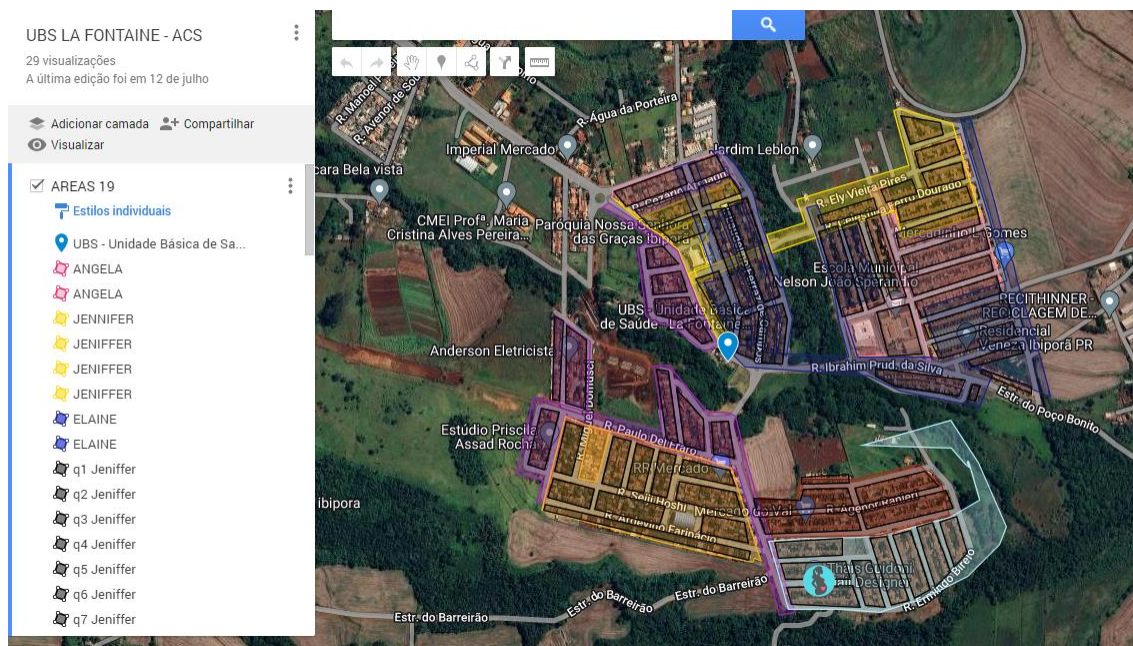 UBS LA FONTAINE - ACS
29 visualizações
A última edição foi em 12 de julho
Adicionar camada
Compartilhar
Visualizar
AREAS 19
Estilos individuais
UBS - Unidade Básica de Sa...
ANGELA
ANGELA
JENNIFER
JENIFFER
JENIFFER
JENIFFER
ELAINE
ELAINE
q1 Jeniffer
q2 Jeniffer
q3 Jeniffer
q4 Jeniffer
q5 Jeniffer
q6 Jeniffer
q7 Jeniffer
R. Água da Porteira
Imperial Mercado
Jardim Leblon
cara Bela vista
R. Ely Vieira Pires
CMEI Profª. Maria
Cristina Alves Pereira...
Paróquia Nossa Senhora
das Graças Ibiporã
Escola Municipal
Nelson João Sperandio
UBS - Unidade Básica
de Saúde - La Fontaine...
RECITHINNER -
RECICLAGEM DE...
Residencial
Veneza Ibiporã PR
Anderson Eletricista
R. Ibrahim Prud. da Silva
Estr. do Poço Bonito
Estúdio Priscila
Assad Rocha
R. Paulo Del Fraro
RR Mercado
R. Seiji Hoshi
Mercado do Val
R. Agenor Ranieri
ibipora
Thais Guidoni
R. Ermindo Birejo
Estr. do Barreirão
Estr. do Barreirão
Estr. do Barreirão